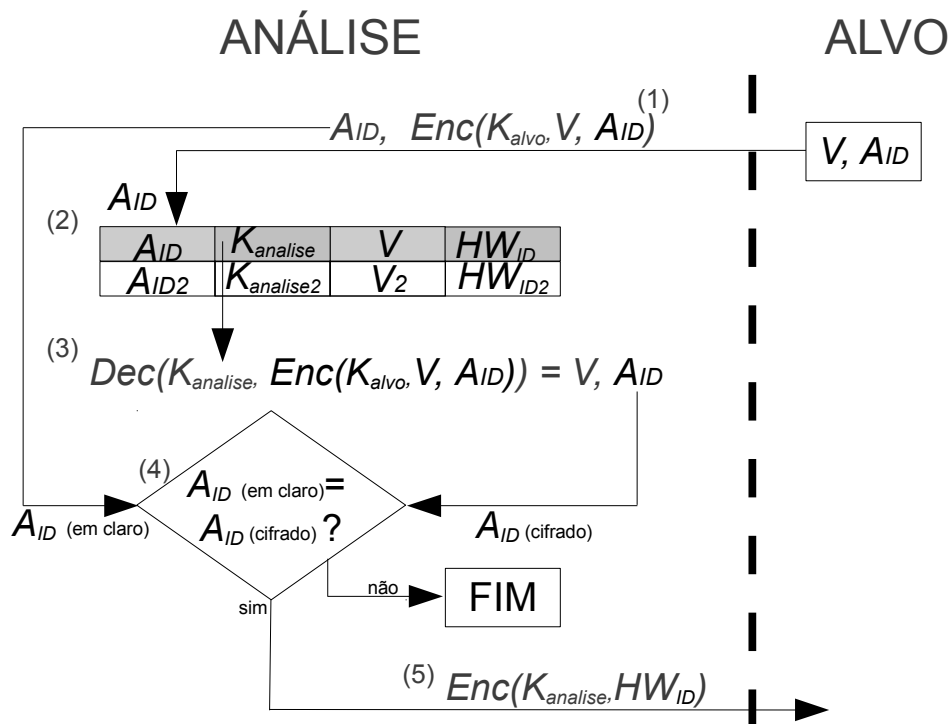 ANÁLISE ALVO
(1)
AID, Enc(Kalvo, V, AID)
V, AID
AID
(2)
AID Kanalise V HWID
AID2 Kanalise2 V2 HWID2
(3)
Dec(Kanalise, Enc(Kalvo, V, AID)) = V, AID
(4)
AID (em claro) =
AID (cifrado) ?
AID (em claro)
AID (cifrado)
não
FIM
sim
(5)
Enc(Kanalise, HWID)